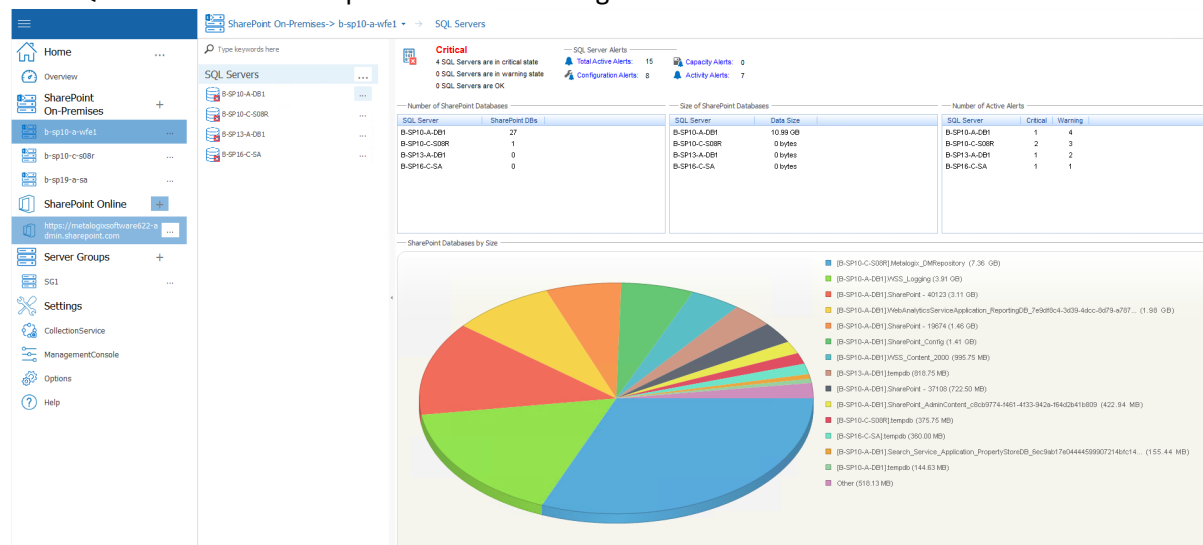 SharePoint On-Premises-> b-sp10-a-wfe1 SQL Servers
Home ...
Overview
SharePoint
On-Premises +
b-sp10-a-wfe1 ...
b-sp10-c-s08r ...
b-sp19-a-sa ...
SharePoint Online +
https://metalogixsoftware622-a
dmin.sharepoint.com ...
Server Groups +
SG1 ...
Settings
CollectionService
ManagementConsole
Options
Help
Type keywords here
SQL Servers ...
B-SP10-A-DB1 ...
B-SP10-C-S08R ...
B-SP13-A-DB1 ...
B-SP16-C-SA ...
Critical
4 SQL Servers are in critical state
0 SQL Servers are in warning state
0 SQL Servers are OK
SQL Server Alerts
Total Active Alerts: 15 Capacity Alerts: 0
Configuration Alerts: 8 Activity Alerts: 7
Number of SharePoint Databases
SQL Server SharePoint DBs
B-SP10-A-DB1 27
B-SP10-C-S08R 1
B-SP13-A-DB1 0
B-SP16-C-SA 0
Size of SharePoint Databases
SQL Server Data Size
B-SP10-A-DB1 10.99 GB
B-SP10-C-S08R 0 bytes
B-SP13-A-DB1 0 bytes
B-SP16-C-SA 0 bytes
Number of Active Alerts
SQL Server Critical Warning
B-SP10-A-DB1 1 4
B-SP10-C-S08R 2 3
B-SP13-A-DB1 1 2
B-SP16-C-SA 1 1
SharePoint Databases by Size
[B-SP10-C-S08R].Metalogix_DMRepository (7.36 GB)
[B-SP10-A-DB1].WSS_Logging (3.91 GB)
[B-SP10-A-DB1].SharePoint - 40123 (3.11 GB)
[B-SP10-A-DB1].WebAnalyticsServiceApplication_ReportingDB_7e9df8c4-3d39-4dcc-8d79-a787... (1.98 GB)
[B-SP10-A-DB1].SharePoint - 19674 (1.46 GB)
[B-SP10-A-DB1].SharePoint_Config (1.41 GB)
[B-SP10-A-DB1].WSS_Content_2000 (995.75 MB)
[B-SP13-A-DB1].tempdb (818.75 MB)
[B-SP10-A-DB1].SharePoint - 37108 (722.50 MB)
[B-SP10-A-DB1].SharePoint_AdminContent_c8cb9774-f461-4f33-942a-f64d2b41b809 (422.94 MB)
[B-SP10-C-S08R].tempdb (375.75 MB)
[B-SP16-C-SA].tempdb (360.00 MB)
[B-SP10-A-DB1].Search_Service_Application_PropertyStoreDB_6ec9ab17e04444599907214bfc14... (155.44 MB)
[B-SP10-A-DB1].tempdb (144.63 MB)
Other (518.13 MB)